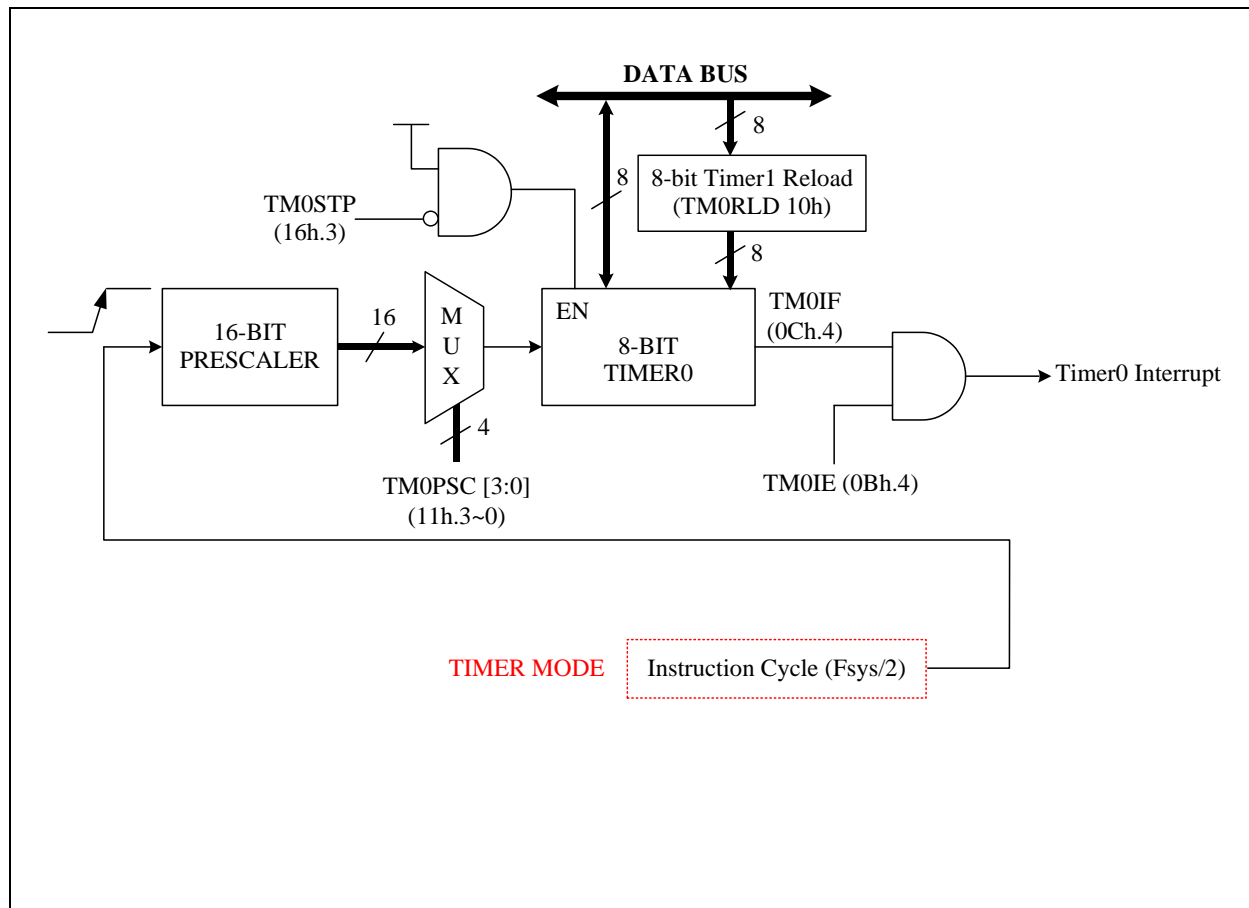 DATA BUS
8
8-bit Timer1 Reload
(TM0RLD 10h)
8
8
TM0STP
(16h.3)
16-BIT
PRESCALER
16
M
U
X
4
TM0PSC [3:0]
(11h.3~0)
EN
8-BIT
TIMER0
TM0IF
(0Ch.4)
Timer0 Interrupt
TM0IE (0Bh.4)
TIMER MODE
Instruction Cycle (Fsys/2)